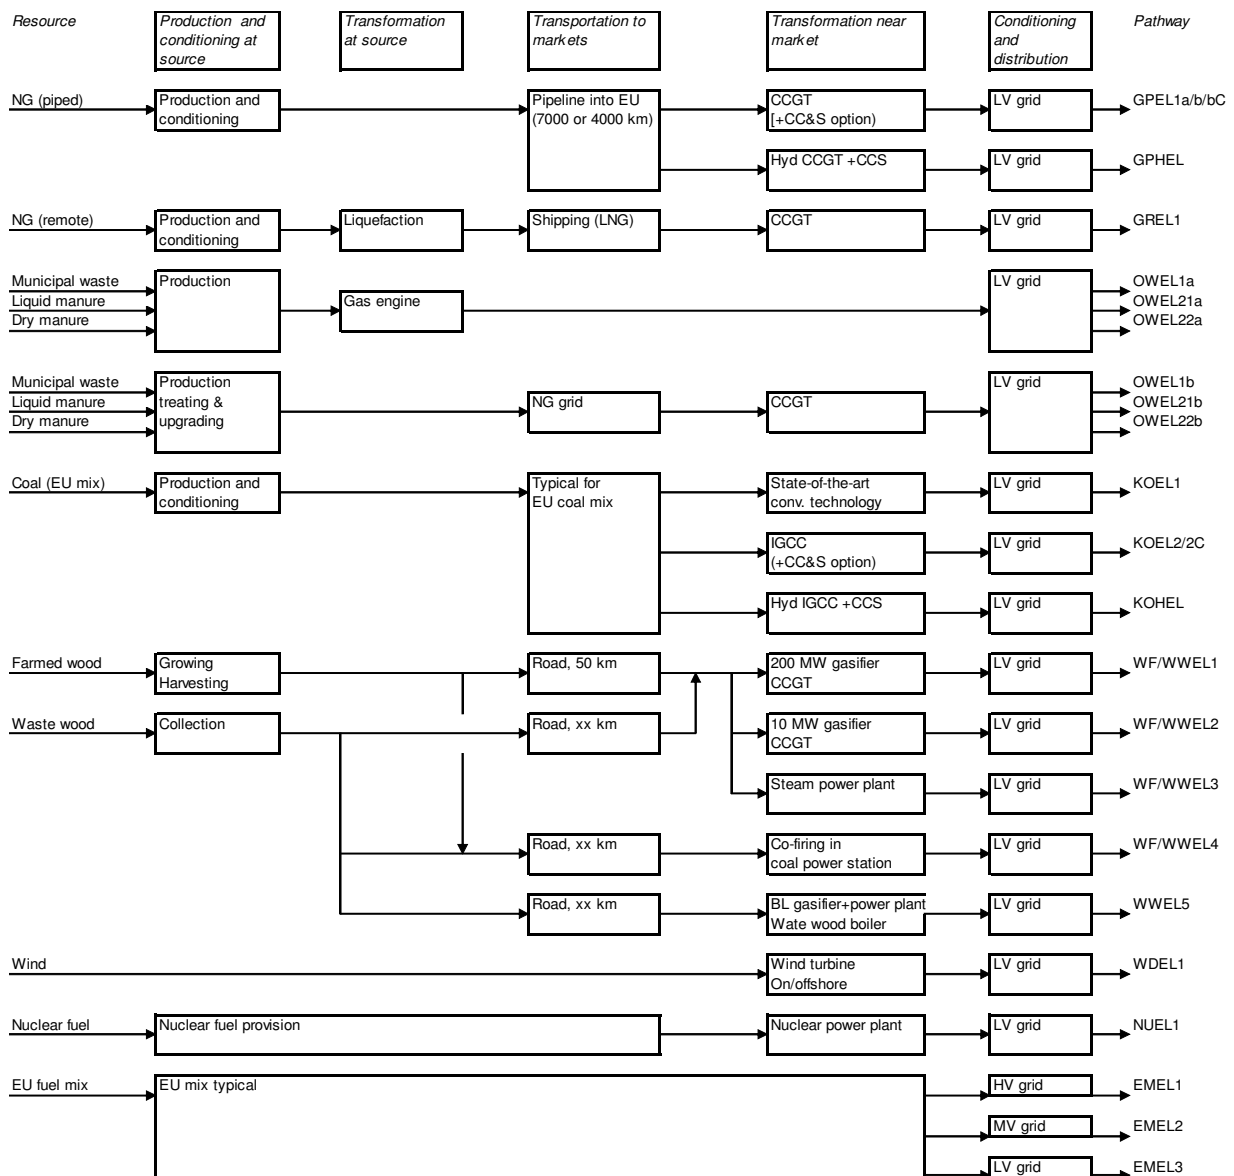 Resource
Production and
conditioning at
source
Transformation
at source
Transportation to
markets
Transformation near
market
Conditioning
and
distribution
Pathway
NG (piped)
Production and
conditioning
Pipeline into EU
(7000 or 4000 km)
CCGT
[+CC&S option)
LV grid
GPEL1a/b/bC
Hyd CCGT +CCS
LV grid
GPHEL
NG (remote)
Production and
conditioning
Liquefaction
Shipping (LNG)
CCGT
LV grid
GREL1
Municipal waste
Liquid manure
Dry manure
Production
Gas engine
LV grid
OWEL1a
OWEL21a
OWEL22a
Municipal waste
Liquid manure
Dry manure
Production
treating &
upgrading
NG grid
CCGT
LV grid
OWEL1b
OWEL21b
OWEL22b
Coal (EU mix)
Production and
conditioning
Typical for
EU coal mix
State-of-the-art
conv. technology
LV grid
KOEL1
IGCC
(+CC&S option)
LV grid
KOEL2/2C
Hyd IGCC +CCS
LV grid
KOHEL
Farmed wood
Growing
Harvesting
Road, 50 km
200 MW gasifier
CCGT
LV grid
WF/WWEL1
Waste wood
Collection
Road, xx km
10 MW gasifier
CCGT
LV grid
WF/WWEL2
Steam power plant
LV grid
WF/WWEL3
Road, xx km
Co-firing in
coal power station
LV grid
WF/WWEL4
Road, xx km
BL gasifier+power plant
Wate wood boiler
LV grid
WWEL5
Wind
Wind turbine
On/offshore
LV grid
WDEL1
Nuclear fuel
Nuclear fuel provision
Nuclear power plant
LV grid
NUEL1
EU fuel mix
EU mix typical
HV grid
EMEL1
MV grid
EMEL2
LV grid
EMEL3